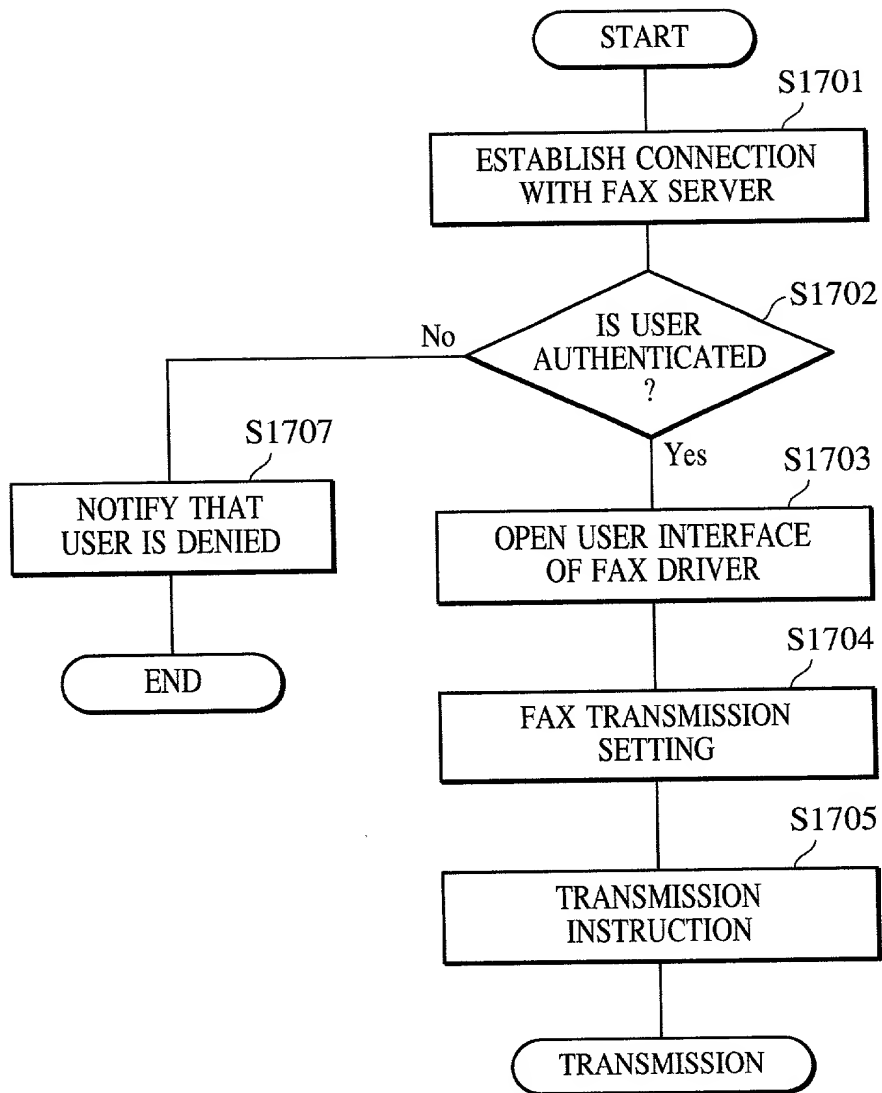 START
S1701
ESTABLISH CONNECTION
WITH FAX SERVER
S1702
IS USER
AUTHENTICATED
?
No
Yes
S1707
NOTIFY THAT
USER IS DENIED
END
S1703
OPEN USER INTERFACE
OF FAX DRIVER
S1704
FAX TRANSMISSION
SETTING
S1705
TRANSMISSION
INSTRUCTION
TRANSMISSION